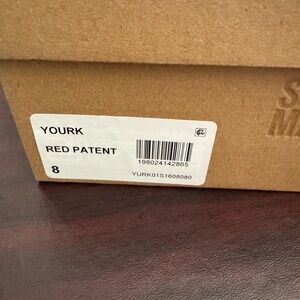 YOURK
RED PATENT
8
198024142865
YURK01S1608080